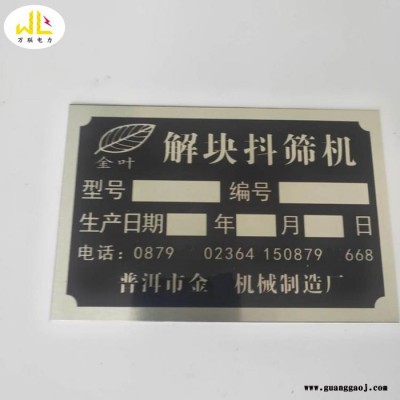 万联电力
解块抖筛机
金叶
型号 编号
生产日期 年 月 日
电话：0879 02364 150879 668
普洱市金 机械制造厂
www.guanggaoj.com